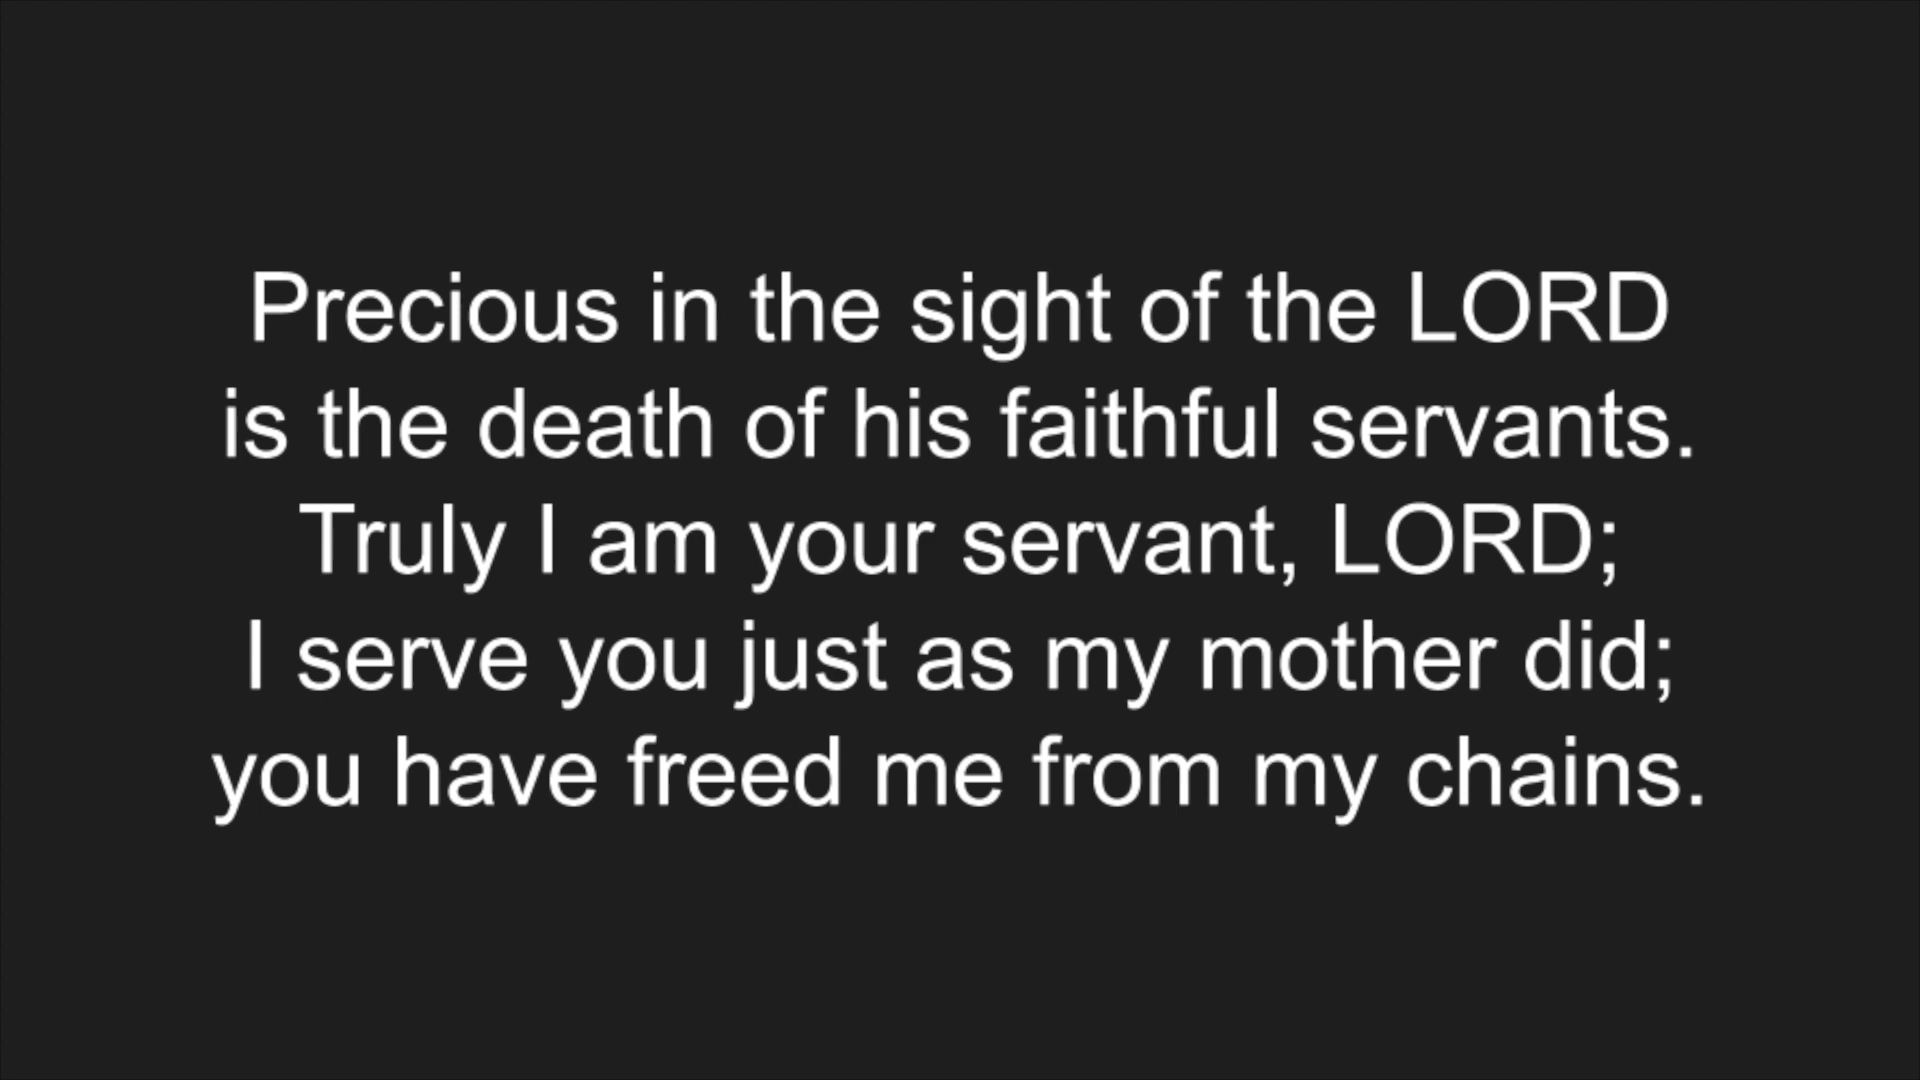 Precious in the sight of the LORD
is the death of his faithful servants.
Truly I am your servant, LORD;
I serve you just as my mother did;
you have freed me from my chains.